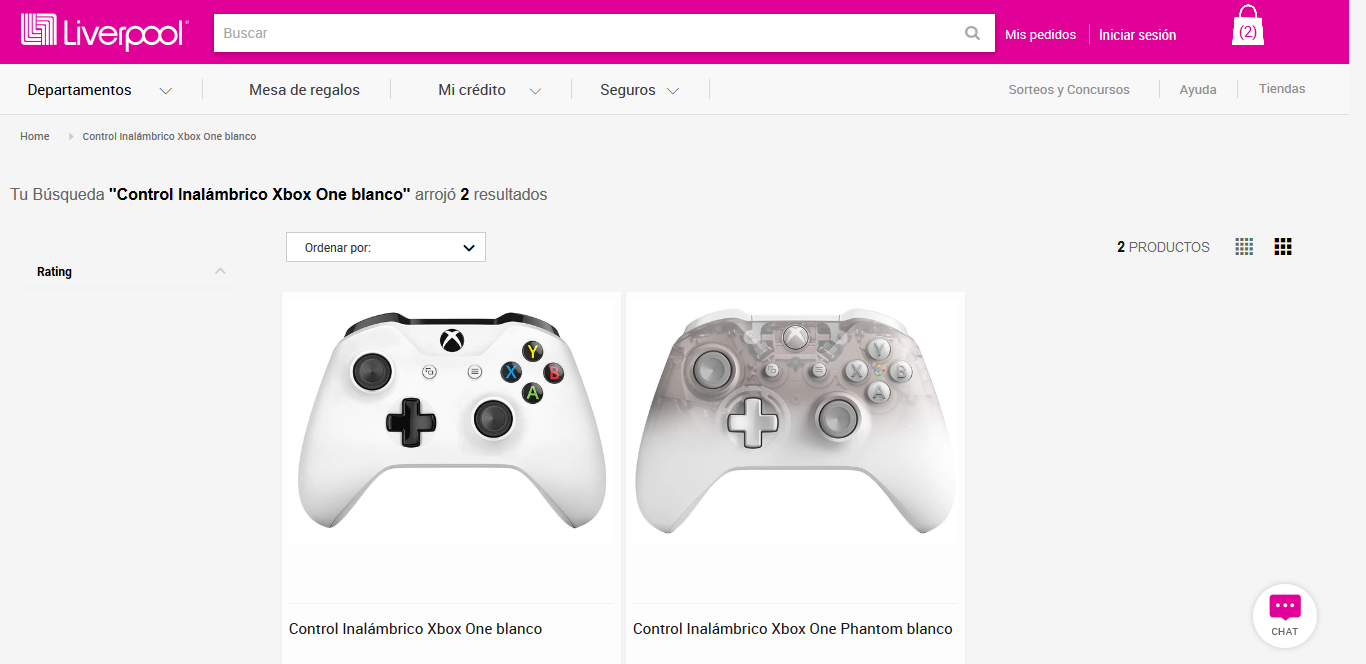 Liverpool
Buscar
Mis pedidos
Iniciar sesión
(2)
Departamentos
Mesa de regalos
Mi crédito
Seguros
Sorteos y Concursos
Ayuda
Tiendas
Home
Control Inalámbrico Xbox One blanco
Tu Búsqueda "Control Inalámbrico Xbox One blanco" arrojó 2 resultados
Ordenar por:
2 PRODUCTOS
Rating
Y
X
B
A
Y
X
B
A
Control Inalámbrico Xbox One blanco
Control Inalámbrico Xbox One Phantom blanco
CHAT